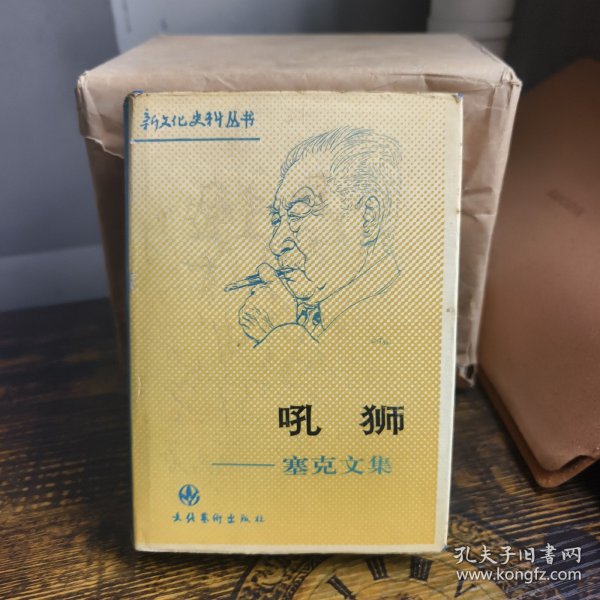 新文化史料丛书
吼 狮
——塞克文集
文化艺术出版社
孔夫子旧书网
www.kongfz.com